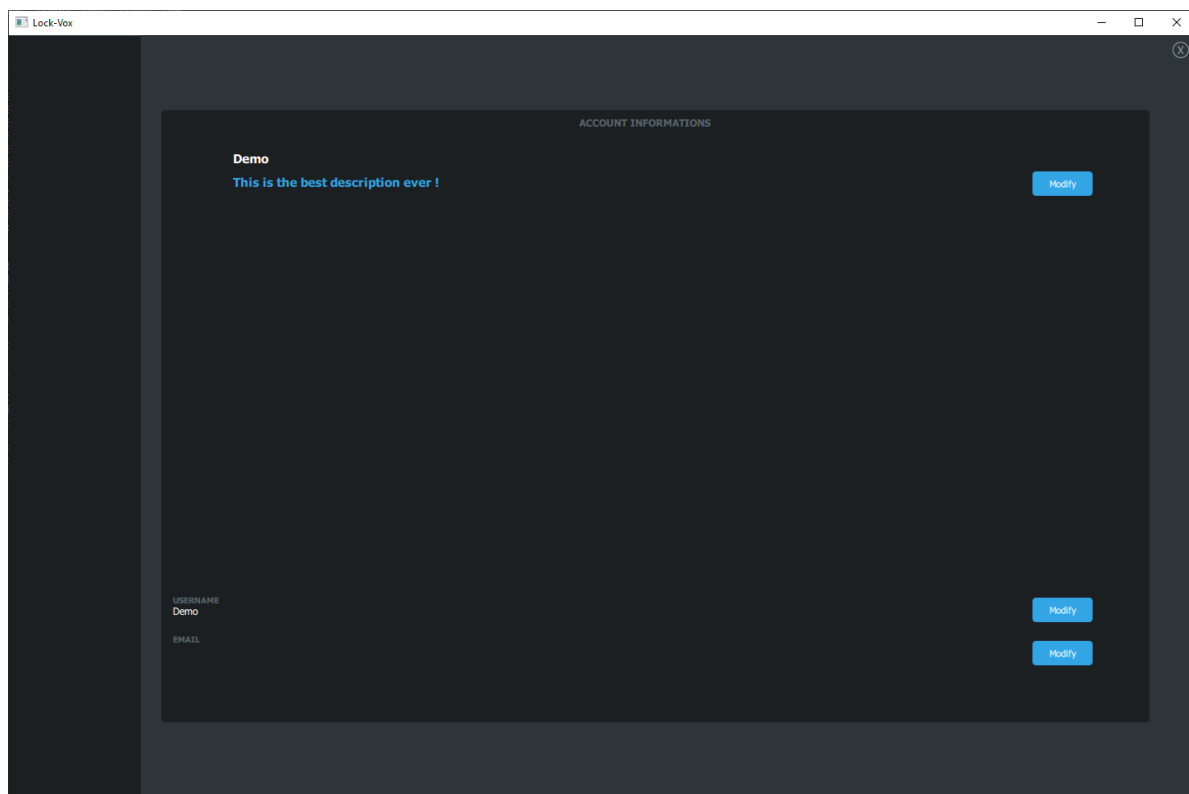 Lock-Vox
X
ACCOUNT INFORMATIONS
Demo
This is the best description ever !
Modify
USERNAME
Demo
Modify
EMAIL
Modify